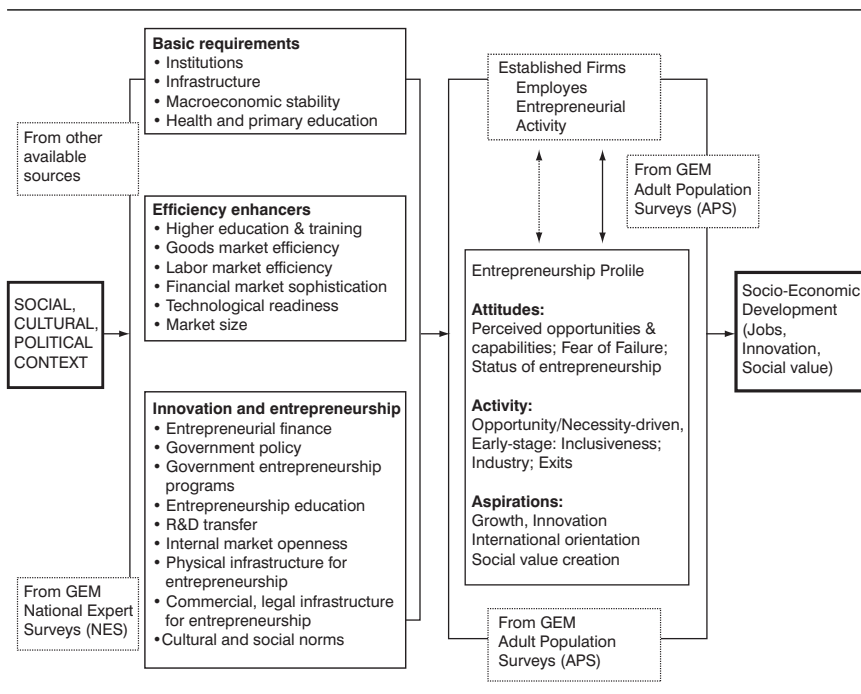 Basic requirements
• Institutions
• Infrastructure
• Macroeconomic stability
• Health and primary education
From other
available
sources
Efficiency enhancers
• Higher education & training
• Goods market efficiency
• Labor market efficiency
• Financial market sophistication
• Technological readiness
• Market size
SOCIAL,
CULTURAL,
POLITICAL
CONTEXT
Innovation and entrepreneurship
• Entrepreneurial finance
• Government policy
• Government entrepreneurship
programs
• Entrepreneurship education
• R&D transfer
• Internal market openness
• Physical infrastructure for
entrepreneurship
• Commercial, legal infrastructure
for entrepreneurship
•Cultural and social norms
From GEM
National Expert
Surveys (NES)
Established Firms
Employes
Entrepreneurial
Activity
From GEM
Adult Population
Surveys (APS)
Entrepreneurship Prolile
Attitudes:
Perceived opportunities &
capabilities; Fear of Failure;
Status of entrepreneurship
Activity:
Opportunity/Necessity-driven,
Early-stage: Inclusiveness;
Industry; Exits
Aspirations:
Growth, Innovation
International orientation
Social value creation
From GEM
Adult Population
Surveys (APS)
Socio-Economic
Development
(Jobs,
Innovation,
Social value)